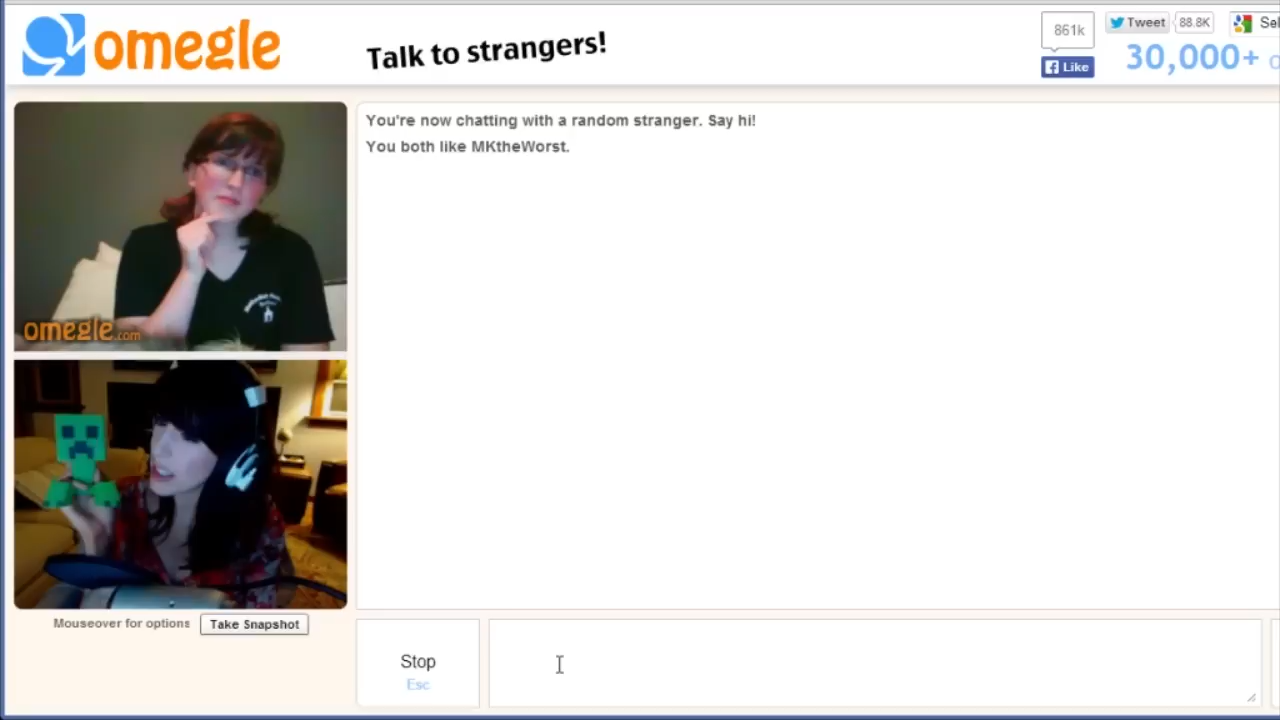 omegle
Talk to strangers!
861k
Like
Tweet
88.8K
30,000+
You're now chatting with a random stranger. Say hi!
You both like MKtheWorst.
omegle.com
Mouseover for options
Take Snapshot
Stop
Esc